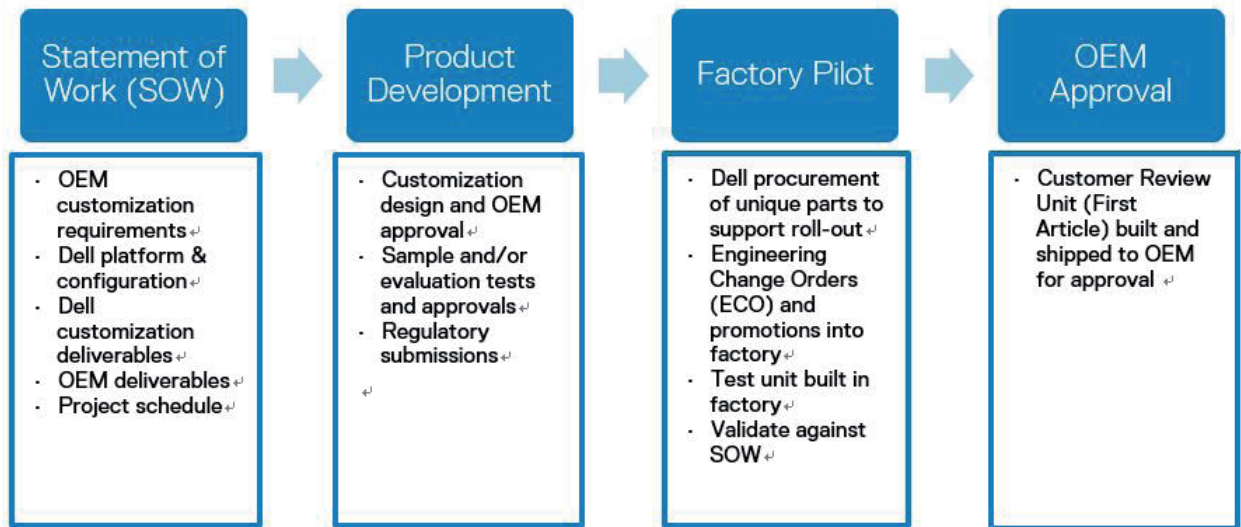 Statement of
Work (SOW)
Product
Development
Factory Pilot
OEM
Approval
· OEM
customization
requirements↵
· Dell platform &
configuration↵
· Dell
customization
deliverables↵
· OEM deliverables↵
· Project schedule↵
· Customization
design and OEM
approval↵
· Sample and/or
evaluation tests
and approvals↵
· Regulatory
submissions↵
↵
· Dell procurement
of unique parts to
support roll-out↵
· Engineering
Change Orders
(ECO) and
promotions into
factory↵
· Test unit built in
factory↵
· Validate against
SOW↵
· Customer Review
Unit (First
Article) built and
shipped to OEM
for approval ↵